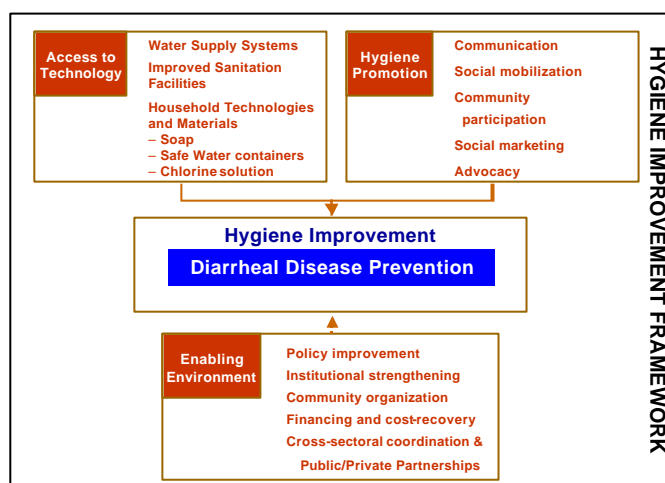 Access to
Technology
Water Supply Systems
Improved Sanitation
Facilities
Household Technologies
and Materials
– Soap
– Safe Water containers
– Chlorine solution
Hygiene
Promotion
Communication
Social mobilization
Community
participation
Social marketing
Advocacy
HYGIENE IMPROVEMENT FRAMEWORK
Hygiene Improvement
Diarrheal Disease Prevention
Enabling
Environment
Policy improvement
Institutional strengthening
Community organization
Financing and cost-recovery
Cross-sectoral coordination &
Public/Private Partnerships